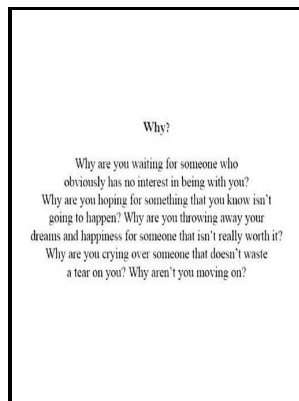 Why?
Why are you waiting for someone who
obviously has no interest in being with you?
Why are you hoping for something that you know isn't
going to happen? Why are you throwing away your
dreams and happiness for someone that isn't really worth it?
Why are you crying over someone that doesn't waste
a tear on you? Why aren't you moving on?